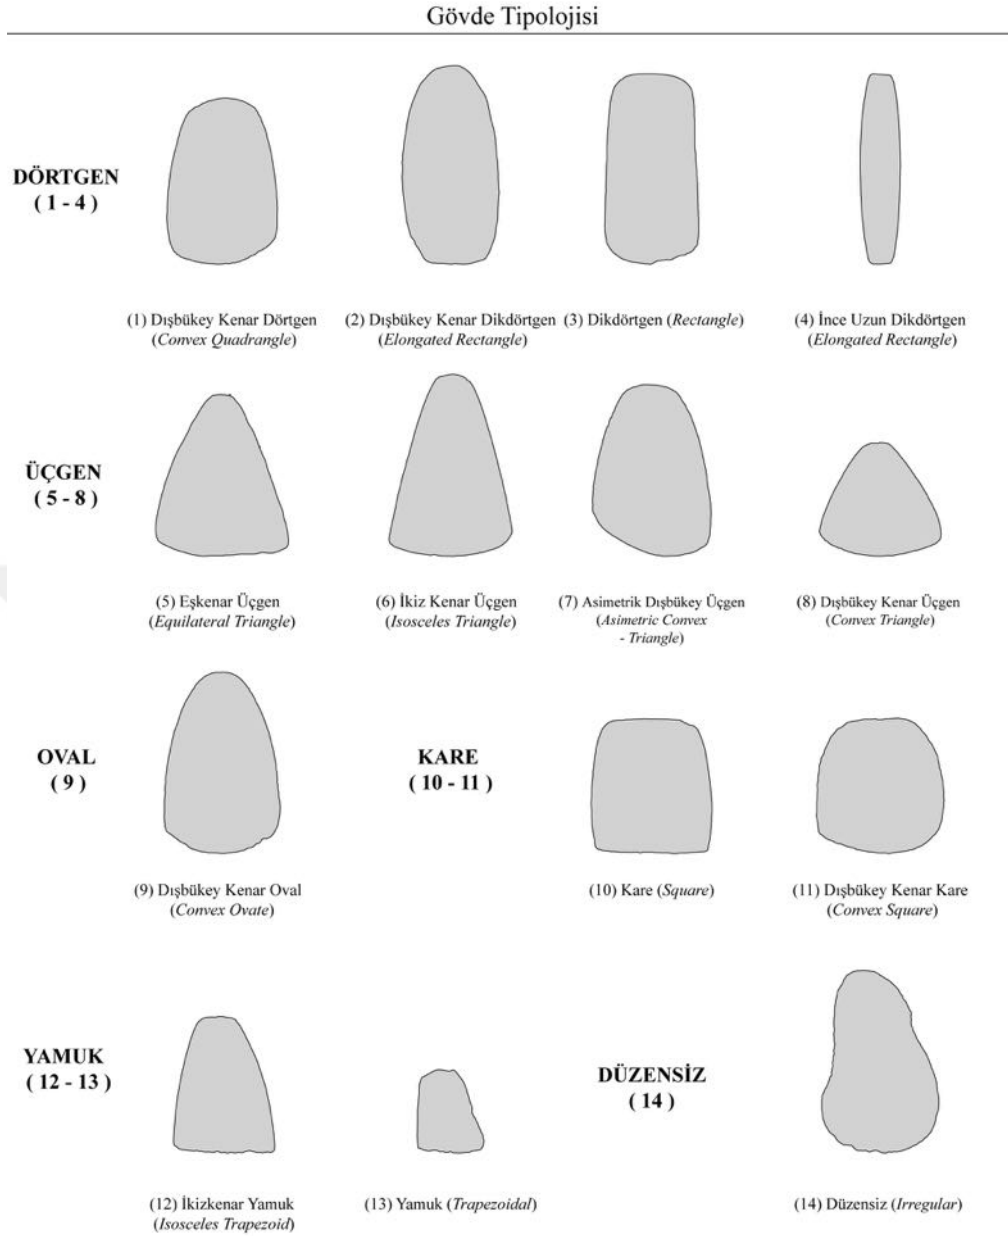 Gövde Tipolojisi
DÖRTGEN
( 1 - 4 )
(1) Dışbükey Kenar Dörtgen
(Convex Quadrangle)
(2) Dışbükey Kenar Dikdörtgen
(Elongated Rectangle)
(3) Dikdörtgen (Rectangle)
(4) İnce Uzun Dikdörtgen
(Elongated Rectangle)
ÜÇGEN
( 5 - 8 )
(5) Eşkenar Üçgen
(Equilateral Triangle)
(6) İkiz Kenar Üçgen
(Isosceles Triangle)
(7) Asimetrik Dışbükey Üçgen
(Asimetric Convex
- Triangle)
(8) Dışbükey Kenar Üçgen
(Convex Triangle)
OVAL
( 9 )
(9) Dışbükey Kenar Oval
(Convex Ovate)
KARE
( 10 - 11 )
(10) Kare (Square)
(11) Dışbükey Kenar Kare
(Convex Square)
YAMUK
( 12 - 13 )
(12) İkizkenar Yamuk
(Isosceles Trapezoid)
(13) Yamuk (Trapezoidal)
DÜZENSİZ
( 14 )
(14) Düzensiz (Irregular)